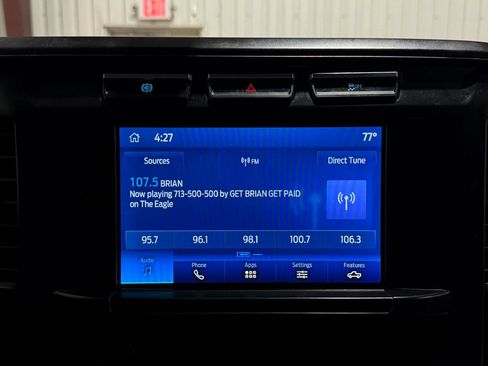 EXIT
OFF
4:27
77°
Sources
FM
Direct Tune
107.5 BRIAN
Now playing 713-500-500 by GET BRIAN GET PAID
on The Eagle
95.7 96.1 98.1 100.7 106.3
Audio Phone Apps Settings Features